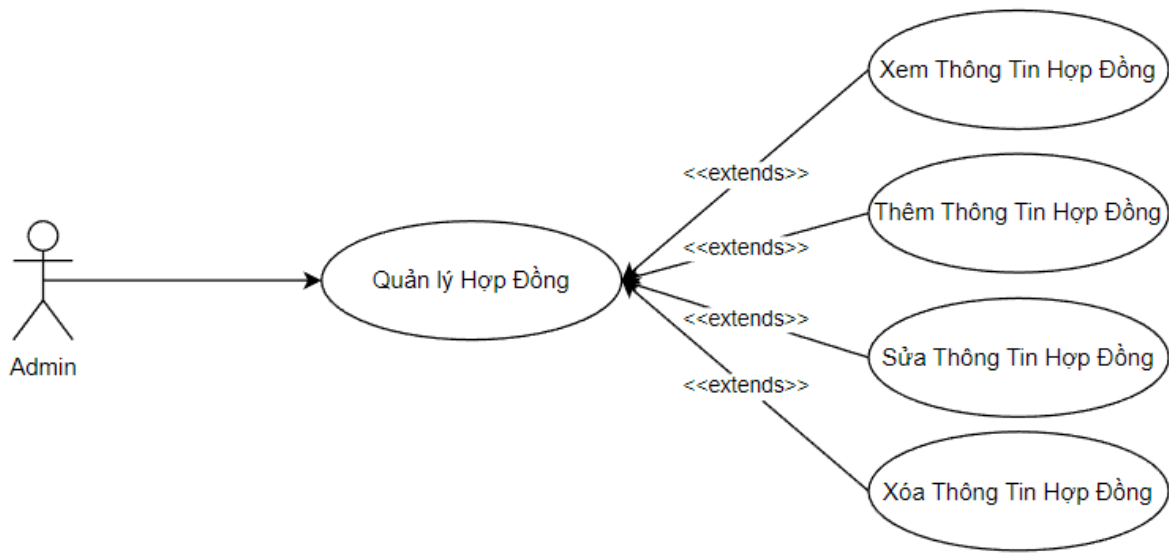 Xem Thông Tin Hợp Đồng
<<extends>>
Thêm Thông Tin Hợp Đồng
<<extends>>
Quản lý Hợp Đồng
<<extends>>
Sửa Thông Tin Hợp Đồng
Admin
<<extends>>
Xóa Thông Tin Hợp Đồng